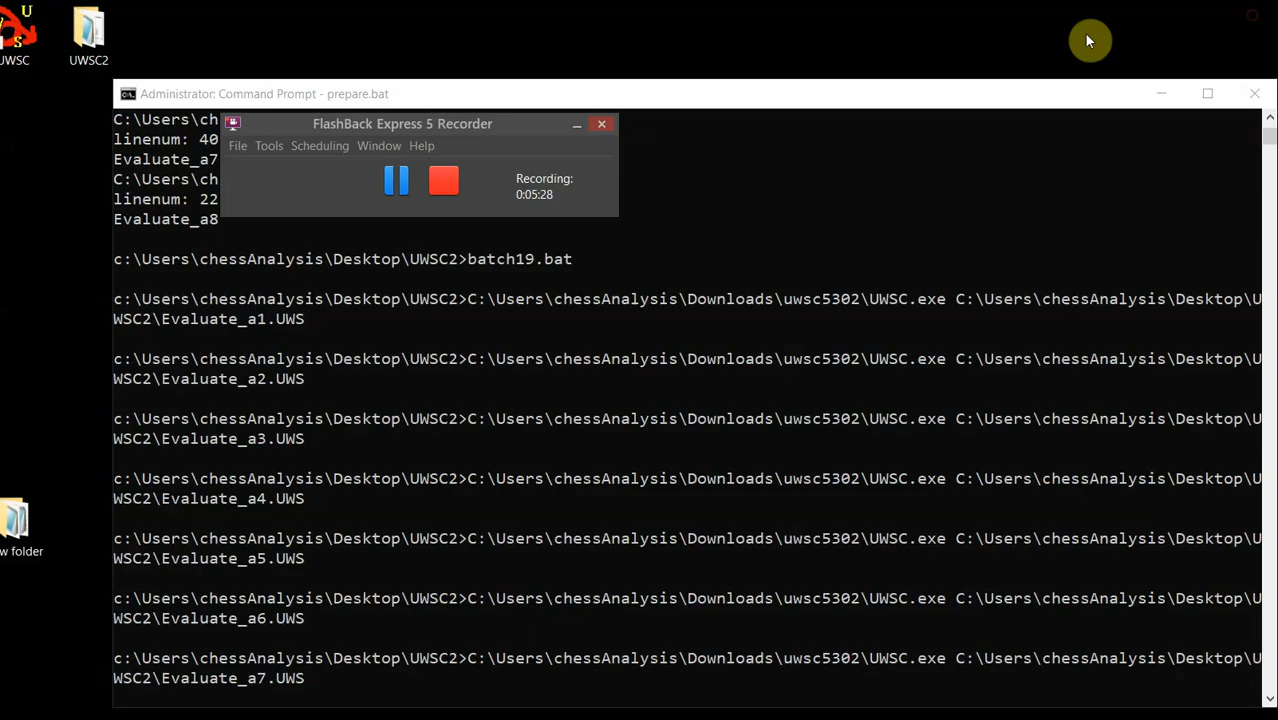 U
S
UWSC
UWSC2
Administrator: Command Prompt - prepare.bat
C:\Users\ch
linenum: 40
Evaluate_a7
C:\Users\ch
linenum: 22
Evaluate_a8
FlashBack Express 5 Recorder
File Tools Scheduling Window Help
Recording:
0:05:28
c:\Users\chessAnalysis\Desktop\UWSC2>batch19.bat
c:\Users\chessAnalysis\Desktop\UWSC2>C:\Users\chessAnalysis\Downloads\uwsc5302\UWSC.exe C:\Users\chessAnalysis\Desktop\U
WSC2\Evaluate_a1.UWS
c:\Users\chessAnalysis\Desktop\UWSC2>C:\Users\chessAnalysis\Downloads\uwsc5302\UWSC.exe C:\Users\chessAnalysis\Desktop\U
WSC2\Evaluate_a2.UWS
c:\Users\chessAnalysis\Desktop\UWSC2>C:\Users\chessAnalysis\Downloads\uwsc5302\UWSC.exe C:\Users\chessAnalysis\Desktop\U
WSC2\Evaluate_a3.UWS
c:\Users\chessAnalysis\Desktop\UWSC2>C:\Users\chessAnalysis\Downloads\uwsc5302\UWSC.exe C:\Users\chessAnalysis\Desktop\U
WSC2\Evaluate_a4.UWS
c:\Users\chessAnalysis\Desktop\UWSC2>C:\Users\chessAnalysis\Downloads\uwsc5302\UWSC.exe C:\Users\chessAnalysis\Desktop\U
WSC2\Evaluate_a5.UWS
w folder
c:\Users\chessAnalysis\Desktop\UWSC2>C:\Users\chessAnalysis\Downloads\uwsc5302\UWSC.exe C:\Users\chessAnalysis\Desktop\U
WSC2\Evaluate_a6.UWS
c:\Users\chessAnalysis\Desktop\UWSC2>C:\Users\chessAnalysis\Downloads\uwsc5302\UWSC.exe C:\Users\chessAnalysis\Desktop\U
WSC2\Evaluate_a7.UWS